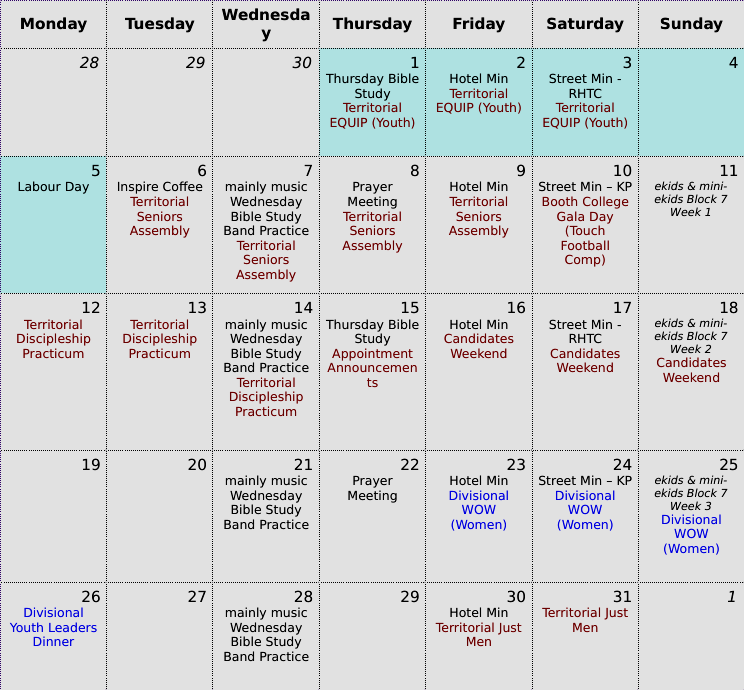 Monday
Tuesday
Wednesda
y
Thursday
Friday
Saturday
Sunday
28
29
30
1
Thursday Bible
Study
Territorial
EQUIP (Youth)
2
Hotel Min
Territorial
EQUIP (Youth)
3
Street Min -
RHTC
Territorial
EQUIP (Youth)
4
5
Labour Day
6
Inspire Coffee
Territorial
Seniors
Assembly
7
mainly music
Wednesday
Bible Study
Band Practice
Territorial
Seniors
Assembly
8
Prayer
Meeting
Territorial
Seniors
Assembly
9
Hotel Min
Territorial
Seniors
Assembly
10
Street Min – KP
Booth College
Gala Day
(Touch
Football
Comp)
11
ekids & mini-
ekids Block 7
Week 1
12
Territorial
Discipleship
Practicum
13
Territorial
Discipleship
Practicum
14
mainly music
Wednesday
Bible Study
Band Practice
Territorial
Discipleship
Practicum
15
Thursday Bible
Study
Appointment
Announcemen
ts
16
Hotel Min
Candidates
Weekend
17
Street Min -
RHTC
Candidates
Weekend
18
ekids & mini-
ekids Block 7
Week 2
Candidates
Weekend
19
20
21
mainly music
Wednesday
Bible Study
Band Practice
22
Prayer
Meeting
23
Hotel Min
Divisional
WOW
(Women)
24
Street Min – KP
Divisional
WOW
(Women)
25
ekids & mini-
ekids Block 7
Week 3
Divisional
WOW
(Women)
26
Divisional
Youth Leaders
Dinner
27
28
mainly music
Wednesday
Bible Study
Band Practice
29
30
Hotel Min
Territorial Just
Men
31
Territorial Just
Men
1